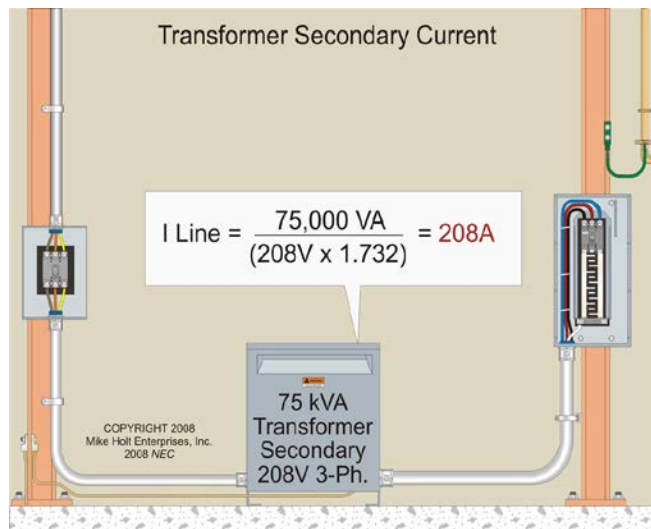 Transformer Secondary Current
I Line = 75,000 VA / (208V x 1.732) = 208A
75 kVA
Transformer
Secondary
208V 3-Ph.
COPYRIGHT 2008
Mike Holt Enterprises, Inc.
2008 NEC